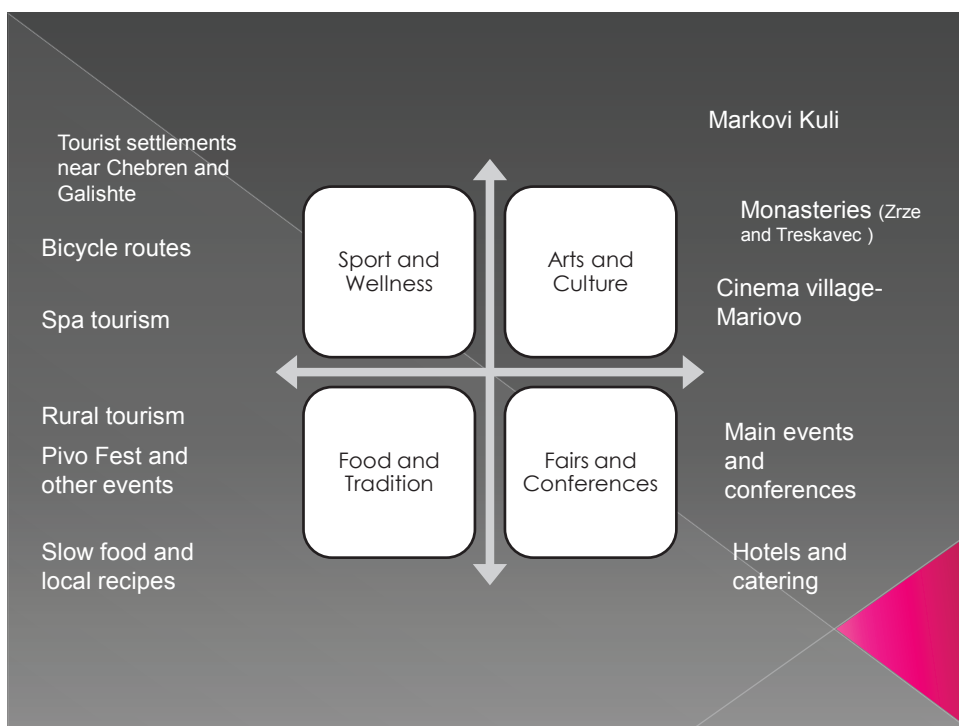 Tourist settlements
near Chebren and
Galishte
Bicycle routes
Spa tourism
Sport and
Wellness
Arts and
Culture
Markovi Kuli
Monasteries (Zrze
and Treskavec )
Cinema village-
Mariovo
Rural tourism
Pivo Fest and
other events
Slow food and
local recipes
Food and
Tradition
Fairs and
Conferences
Main events
and
conferences
Hotels and
catering